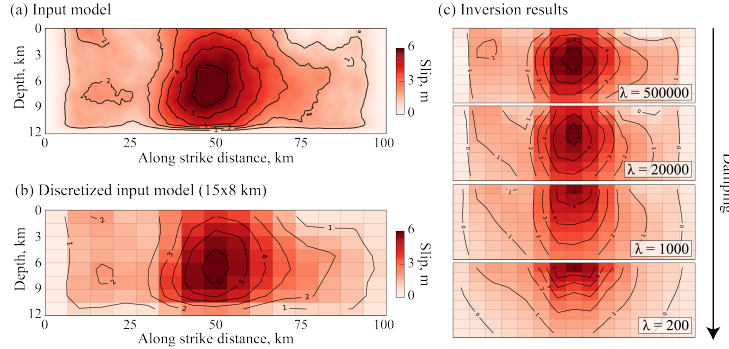 (a) Input model
0
3
6
9
12
Depth, km
0
25
50
75
100
Along strike distance, km
6
3
0
Slip, m
(b) Discretized input model (15x8 km)
0
3
6
9
12
Depth, km
0
25
50
75
100
Along strike distance, km
6
3
0
Slip, m
(c) Inversion results
λ = 500000
λ = 20000
λ = 1000
λ = 200
Damping